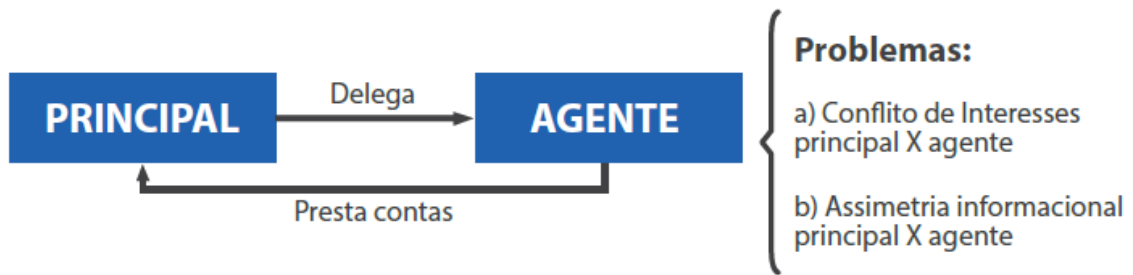 PRINCIPAL
Delega
AGENTE
Presta contas
Problemas:
a) Conflito de Interesses
principal X agente
b) Assimetria informacional
principal X agente